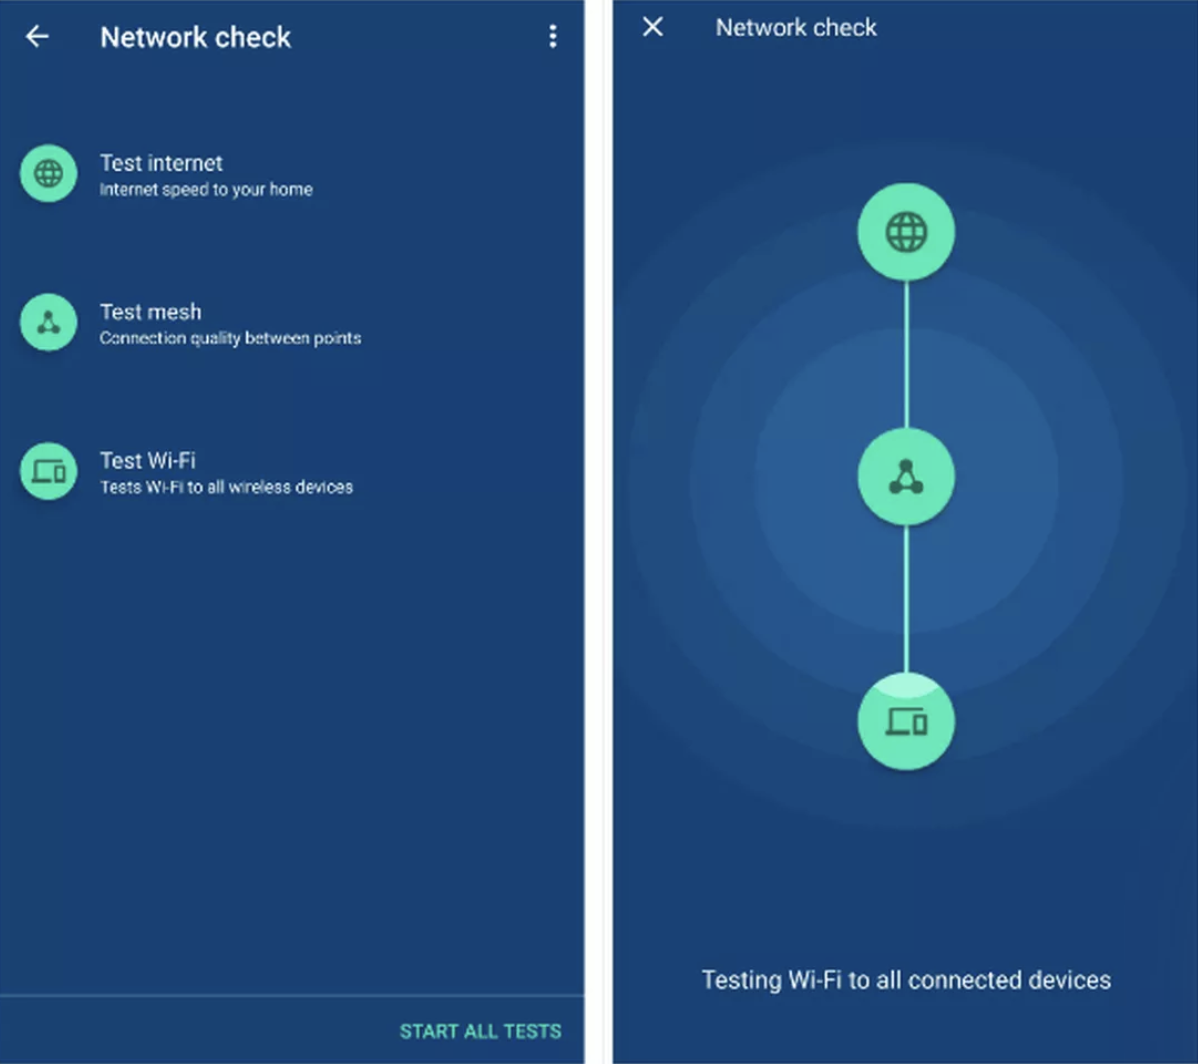 Network check
Test internet
Internet speed to your home
Test mesh
Connection quality between points
Test Wi-Fi
Tests Wi-Fi to all wireless devices
START ALL TESTS
Network check
Testing Wi-Fi to all connected devices